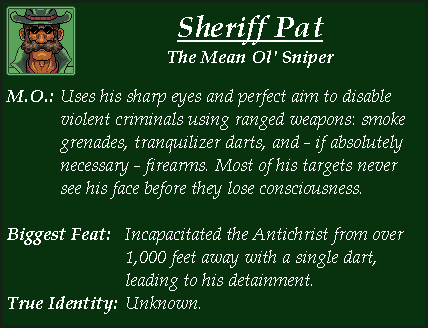 Sheriff Pat
The Mean Ol' Sniper
M.O.: Uses his sharp eyes and perfect aim to disable
violent criminals using ranged weapons: smoke
grenades, tranquilizer darts, and - if absolutely
necessary - firearms. Most of his targets never
see his face before they lose consciousness.
Biggest Feat: Incapacitated the Antichrist from over
1,000 feet away with a single dart,
leading to his detainment.
True Identity: Unknown.